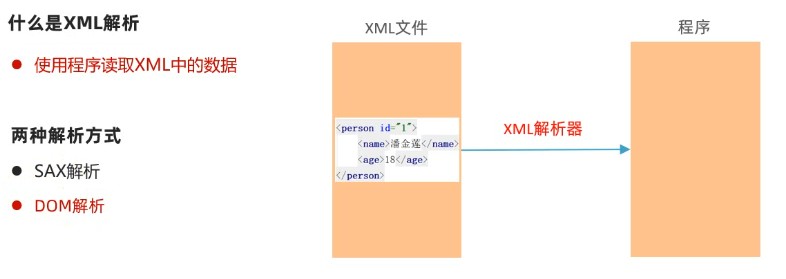 什么是XML解析
使用程序读取XML中的数据
两种解析方式
SAX解析
DOM解析
XML文件
<person id="1">
<name>潘金莲</name>
<age>18</age>
</person>
XML解析器
程序